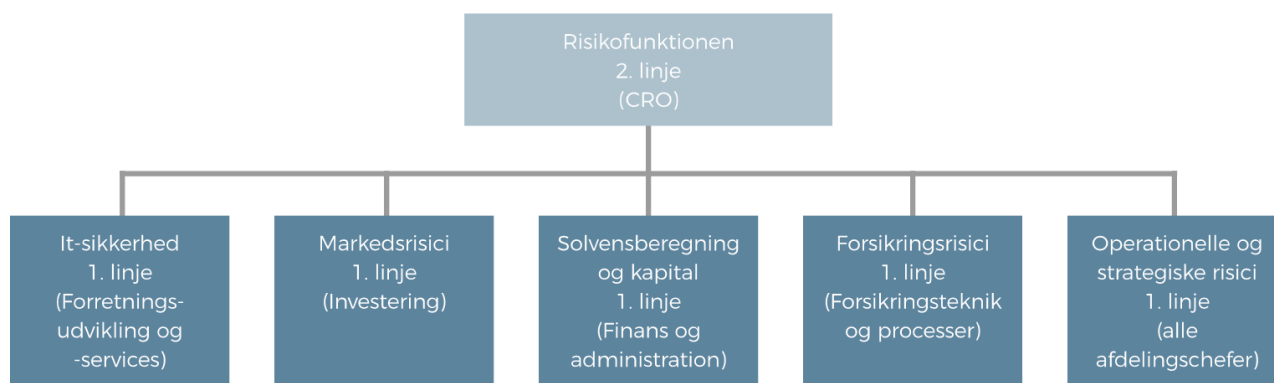 Risikofunktionen
2. linje
(CRO)
It-sikkerhed
1. linje
(Forretnings-
udvikling og
-services)
Markedsrisici
1. linje
(Investering)
Solvensberegning
og kapital
1. linje
(Finans og
administration)
Forsikringsrisici
1. linje
(Forsikringsteknik
og processer)
Operationelle og
strategiske risici
1. linje
(alle
afdelingschefer)